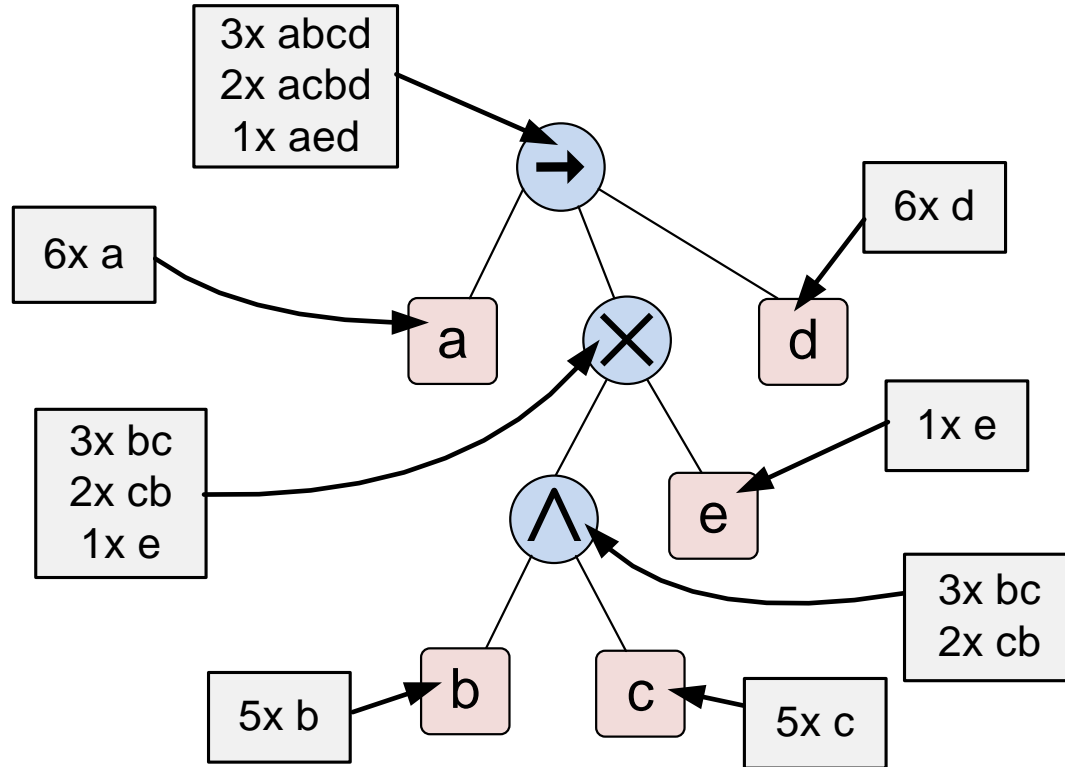 3x abcd
2x acbd
1x aed
→
6x d
6x a
a
×
d
3x bc
2x cb
1x e
1x e
∧
e
3x bc
2x cb
b
c
5x b
5x c